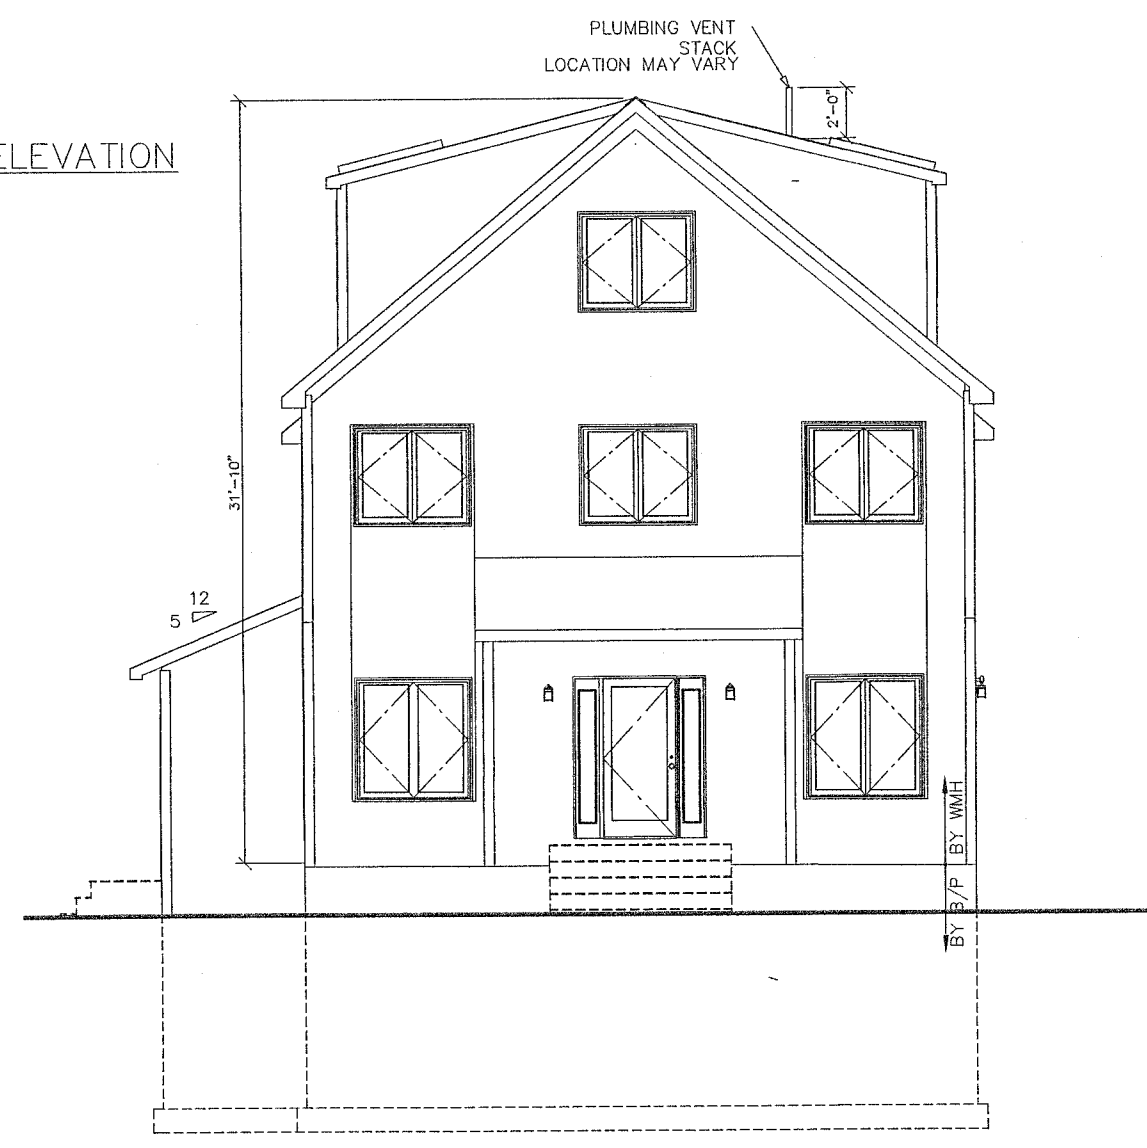 PLUMBING VENT
STACK
LOCATION MAY VARY
2'-0"
ELEVATION
31'-10"
12
5
BY WMH
BY B/P